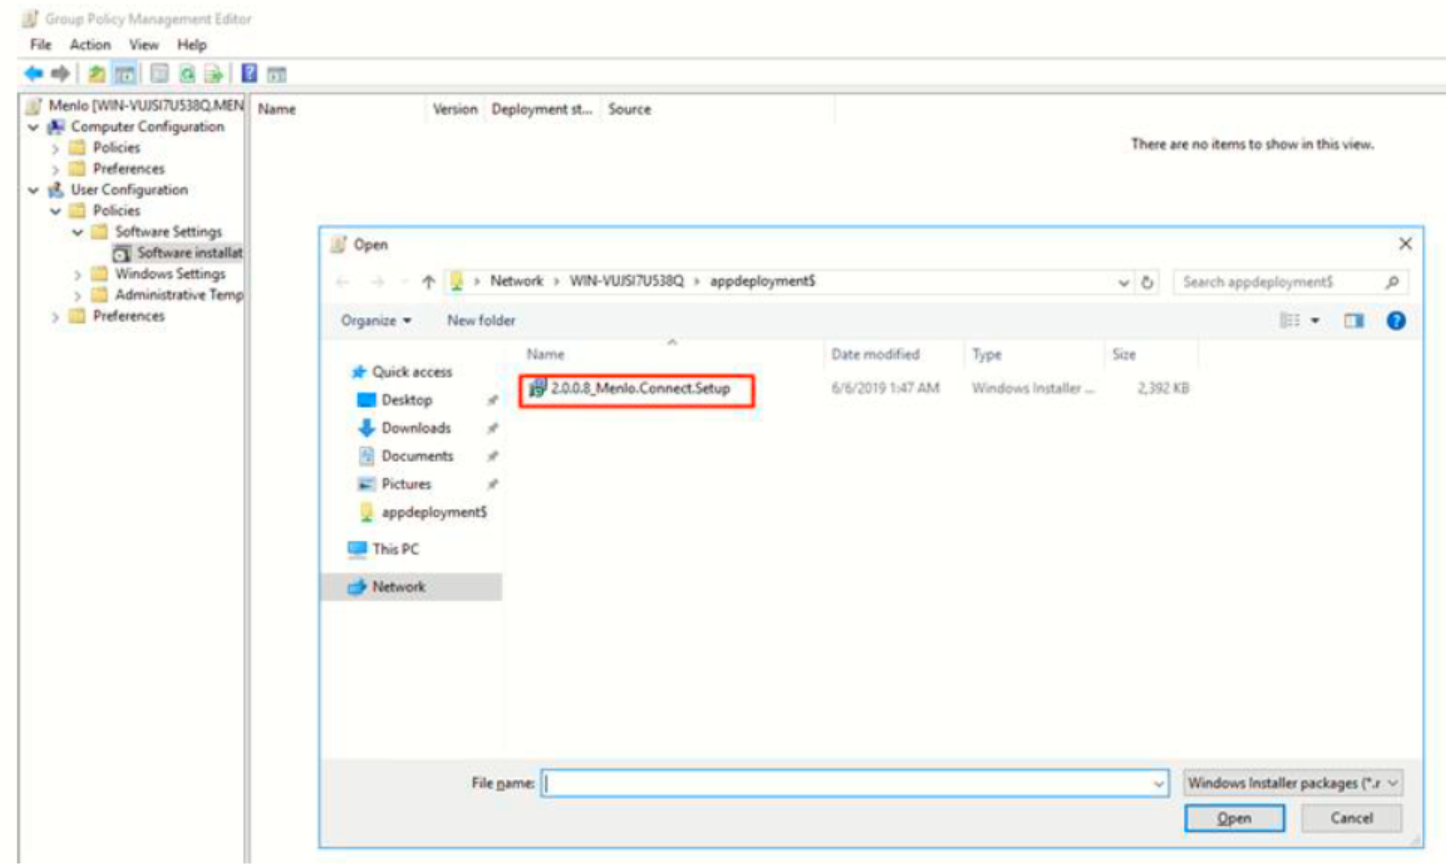 Group Policy Management Editor
File Action View Help
Menlo [WIN-VUJSI7U538Q.MEN
Name Version Deployment st... Source
Computer Configuration
There are no items to show in this view.
Policies
Preferences
User Configuration
Policies
Software Settings
Software installat
Windows Settings
Administrative Temp
Preferences
Open
Network > WIN-VUJSI7U538Q > appdeployment$
Search appdeployment$
Organize New folder
Name Date modified Type Size
Quick access
2.0.0.8_Menlo.Connect.Setup 6/6/2019 1:47 AM Windows Installer ... 2,392 KB
Desktop
Downloads
Documents
Pictures
appdeployment$
This PC
Network
File name: Windows Installer packages (*.r
Open Cancel